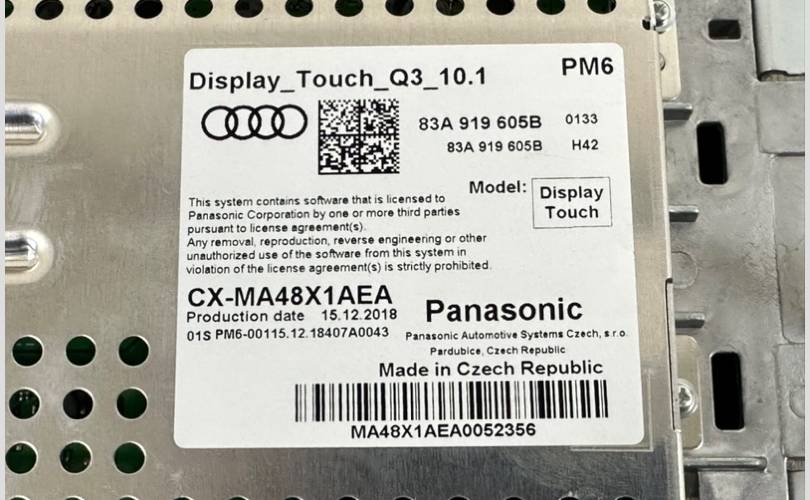 Display_Touch_Q3_10.1 PM6
83A 919 605B 0133
83A 919 605B H42
Model: Display Touch
This system contains software that is licensed to
Panasonic Corporation by one or more third parties
pursuant to license agreement(s).
Any removal, reproduction, reverse engineering or other
unauthorized use of the software from this system in
violation of the license agreement(s) is strictly prohibited.
CX-MA48X1AEA
Production date 15.12.2018
01S PM6-00115.12.18407A0043
Panasonic
Panasonic Automotive Systems Czech, s.r.o.
Pardubice, Czech Republic
Made in Czech Republic
MA48X1AEA0052356